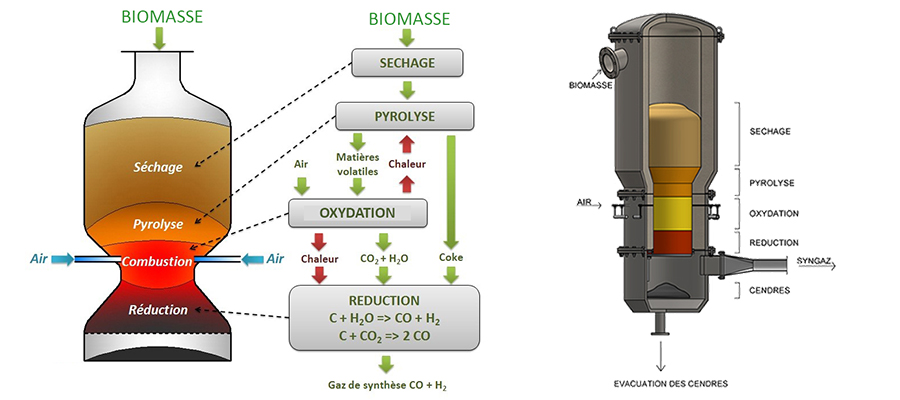 BIOMASSE
Séchage
Pyrolyse
Air
Combustion
Air
Réduction
BIOMASSE
SECHAGE
PYROLYSE
Air
Matières
volatiles
Chaleur
OXYDATION
Chaleur
CO₂ + H₂O
Coke
REDUCTION
C + H₂O => CO + H₂
C + CO₂ => 2 CO
Gaz de synthèse CO + H₂
BIOMASSE
SECHAGE
PYROLYSE
AIR
OXYDATION
REDUCTION
SYNGAZ
CENDRES
EVACUATION DES CENDRES